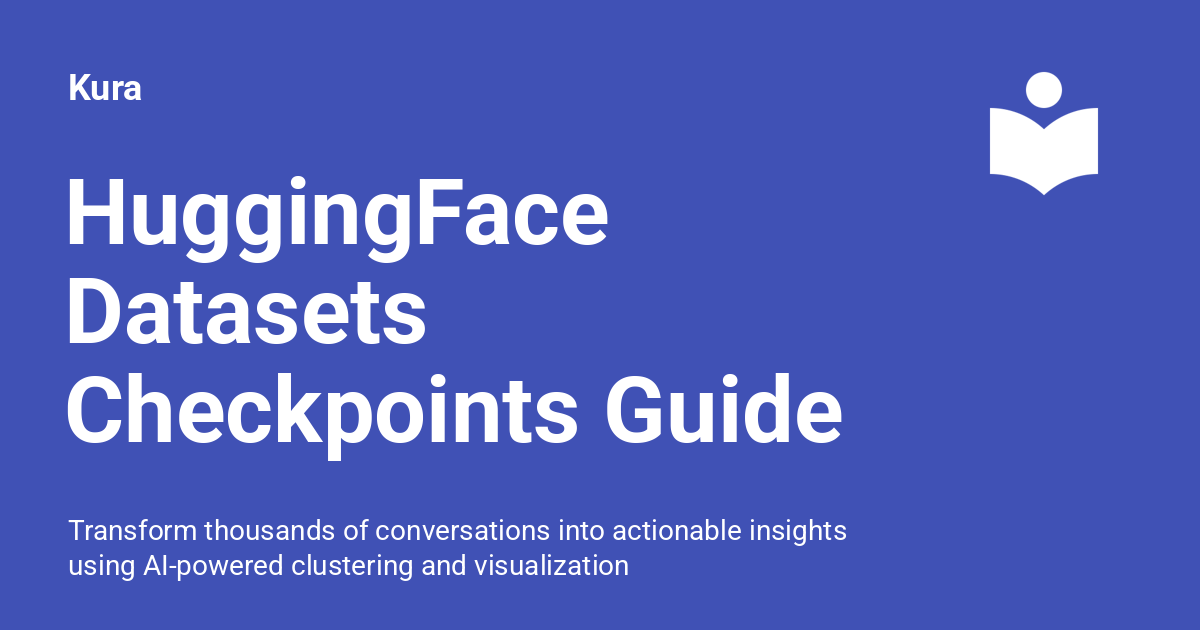 Kura
HuggingFace
Datasets
Checkpoints Guide
Transform thousands of conversations into actionable insights
using AI-powered clustering and visualization